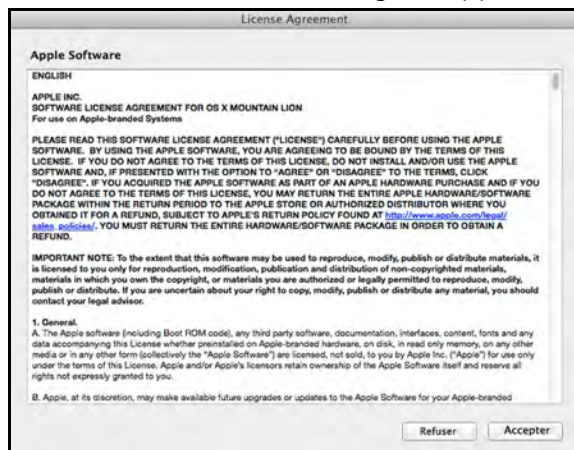 License Agreement
Apple Software
ENGLISH
APPLE INC.
SOFTWARE LICENSE AGREEMENT FOR OS X MOUNTAIN LION
For use on Apple-branded Systems
PLEASE READ THIS SOFTWARE LICENSE AGREEMENT ("LICENSE") CAREFULLY BEFORE USING THE APPLE
SOFTWARE. BY USING THE APPLE SOFTWARE, YOU ARE AGREEING TO BE BOUND BY THE TERMS OF THIS
LICENSE. IF YOU DO NOT AGREE TO THE TERMS OF THIS LICENSE, DO NOT INSTALL AND/OR USE THE APPLE
SOFTWARE AND, IF PRESENTED WITH THE OPTION TO "AGREE" OR "DISAGREE" TO THE TERMS, CLICK
"DISAGREE". IF YOU ACQUIRED THE APPLE SOFTWARE AS PART OF AN APPLE HARDWARE PURCHASE AND IF YOU
DO NOT AGREE TO THE TERMS OF THIS LICENSE, YOU MAY RETURN THE ENTIRE APPLE HARDWARE/SOFTWARE
PACKAGE WITHIN THE RETURN PERIOD TO THE APPLE STORE OR AUTHORIZED DISTRIBUTOR WHERE YOU
OBTAINED IT FOR A REFUND, SUBJECT TO APPLE'S RETURN POLICY FOUND AT http://www.apple.com/legal/
sales_policies/. YOU MUST RETURN THE ENTIRE HARDWARE/SOFTWARE PACKAGE IN ORDER TO OBTAIN A
REFUND.
IMPORTANT NOTE: To the extent that this software may be used to reproduce, modify, publish or distribute materials, it
is licensed to you only for reproduction, modification, publication and distribution of non-copyrighted materials,
materials in which you own the copyright, or materials you are authorized or legally permitted to reproduce, modify,
publish or distribute. If you are uncertain about your right to copy, modify, publish or distribute any material, you should
contact your legal advisor.
1. General.
A. The Apple software (including Boot ROM code), any third party software, documentation, interfaces, content, fonts and any
data accompanying this License whether preinstalled on Apple-branded hardware, on disk, in read only memory, on any other
media or in any other form (collectively the "Apple Software") are licensed, not sold, to you by Apple Inc. ("Apple") for use only
under the terms of this License. Apple and/or Apple's licensors retain ownership of the Apple Software itself and reserve all
rights not expressly granted to you.
B. Apple, at its discretion, may make available future upgrades or updates to the Apple Software for your Apple-branded
Refuser Accepter